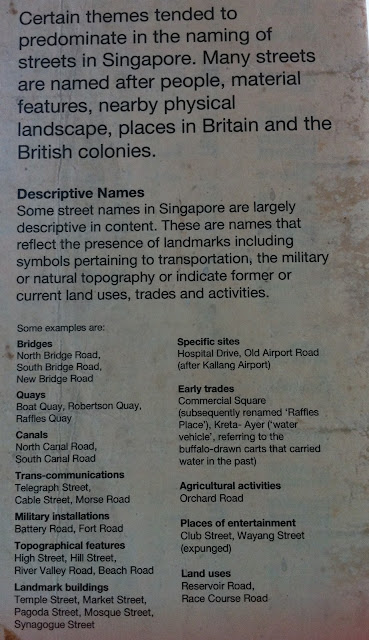 Certain themes tended to
predominate in the naming of
streets in Singapore. Many streets
are named after people, material
features, nearby physical
landscape, places in Britain and the
British colonies.
Descriptive Names
Some street names in Singapore are largely
descriptive in content. These are names that
reflect the presence of landmarks including
symbols pertaining to transportation, the military
or natural topography or indicate former or
current land uses, trades and activities.
Some examples are:
Bridges
North Bridge Road,
South Bridge Road,
New Bridge Road
Quays
Boat Quay, Robertson Quay,
Raffles Quay
Canals
North Canal Road,
South Canal Road
Trans-communications
Telegraph Street,
Cable Street, Morse Road
Military installations
Battery Road, Fort Road
Topographical features
High Street, Hill Street,
River Valley Road, Beach Road
Landmark buildings
Temple Street, Market Street,
Pagoda Street, Mosque Street,
Synagogue Street
Specific sites
Hospital Drive, Old Airport Road
(after Kallang Airport)
Early trades
Commercial Square
(subsequently renamed ‘Raffles
Place’), Kreta- Ayer (‘water
vehicle’, referring to the
buffalo-drawn carts that carried
water in the past)
Agricultural activities
Orchard Road
Places of entertainment
Club Street, Wayang Street
(expunged)
Land uses
Reservoir Road,
Race Course Road